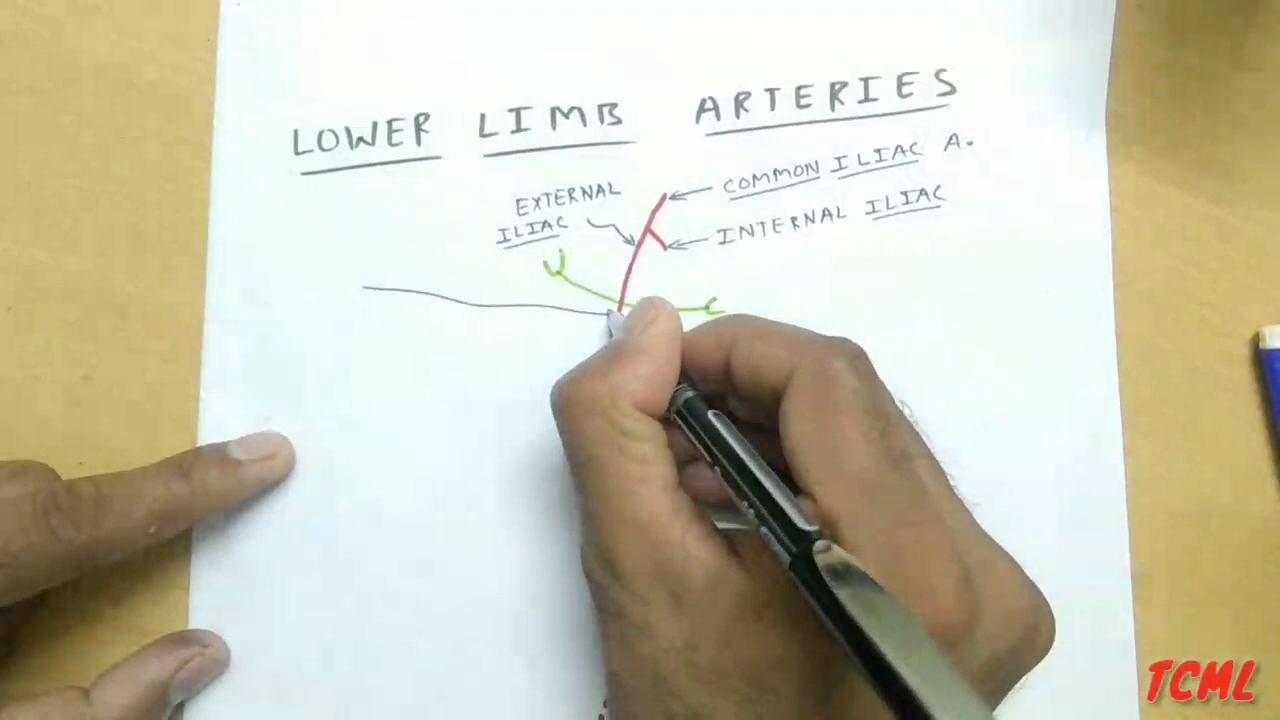 LOWER LIMB ARTERIES
COMMON ILIAC A.
EXTERNAL
ILIAC
INTERNAL ILIAC
TCML